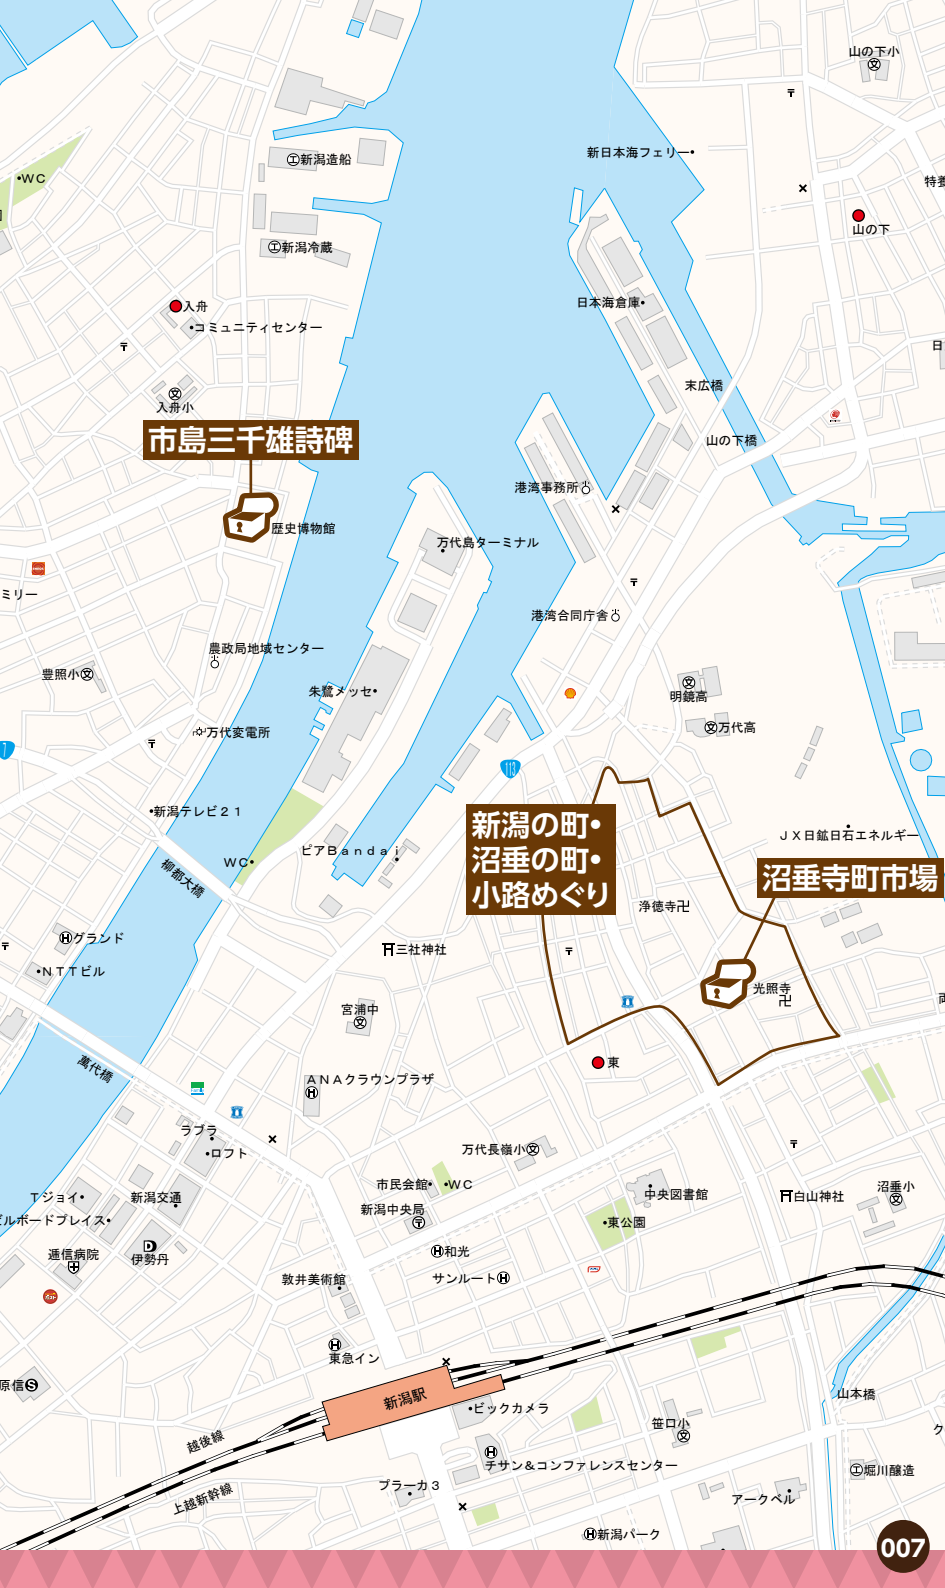 山の下小
新日本海フェリー
WC
新潟造船
特養
山の下
新潟冷蔵
日本海倉庫
入舟
コミュニティセンター
末広橋
入舟小
山の下橋
市島三千雄詩碑
港湾事務所
歴史博物館
万代島ターミナル
ミリー
港湾合同庁舎
農政局地域センター
豊照小
朱鷺メッセ
明鏡高
万代高
万代変電所
7
113
新潟テレビ21
新潟の町・
沼垂の町・
小路めぐり
JX日鉱日石エネルギー
ピアBandai
WC
柳都大橋
沼垂寺町市場
浄徳寺
グランド
三社神社
NTTビル
光照寺
宮浦中
東
萬代橋
ANAクラウンプラザ
ラブラ
ロフト
万代長嶺小
市民会館
WC
Tジョイ
新潟交通
中央図書館
白山神社
沼垂小
新潟中央局
ビルボードプレイス
東公園
逓信病院
伊勢丹
和光
サンルート
敦井美術館
東急イン
原信
新潟駅
山本橋
ビックカメラ
笹口小
越後線
チサン&コンファレンスセンター
堀川醸造
上越新幹線
プラーカ3
アークベル
新潟パーク
007